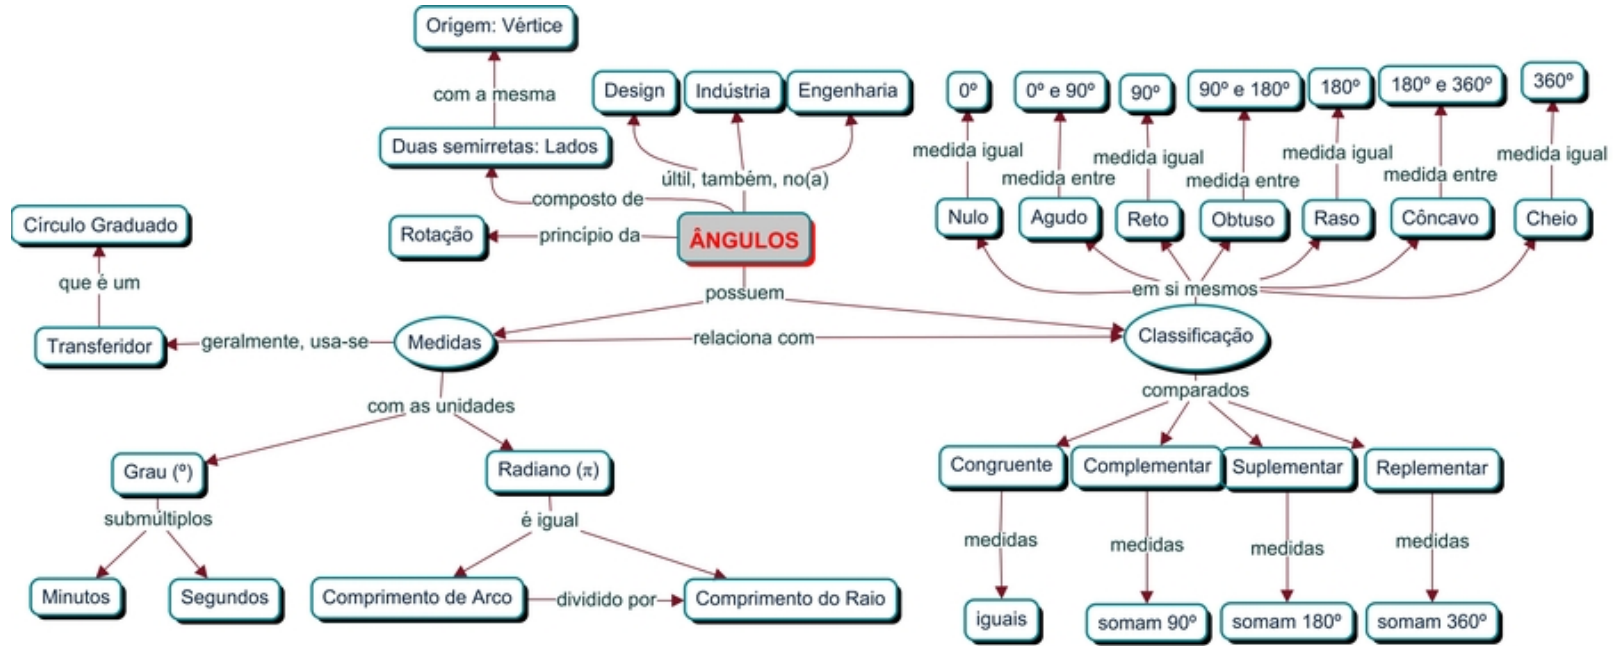 Origem: Vértice
com a mesma
Duas semirretas: Lados
composto de
Design
Indústria
Engenharia
últil, também, no(a)
Rotação
princípio da
ÂNGULOS
possuem
0º
0º e 90º
90º
90º e 180º
180º
180º e 360º
360º
medida igual
medida entre
medida igual
medida entre
medida igual
medida entre
medida igual
Nulo
Agudo
Reto
Obtuso
Raso
Côncavo
Cheio
em si mesmos
Classificação
Círculo Graduado
que é um
Transferidor
geralmente, usa-se
Medidas
relaciona com
com as unidades
Grau (º)
submúltiplos
Minutos
Segundos
Radiano (π)
é igual
Comprimento de Arco
dividido por
Comprimento do Raio
comparados
Congruente
Complementar
Suplementar
Replementar
medidas
medidas
medidas
medidas
iguais
somam 90º
somam 180º
somam 360º